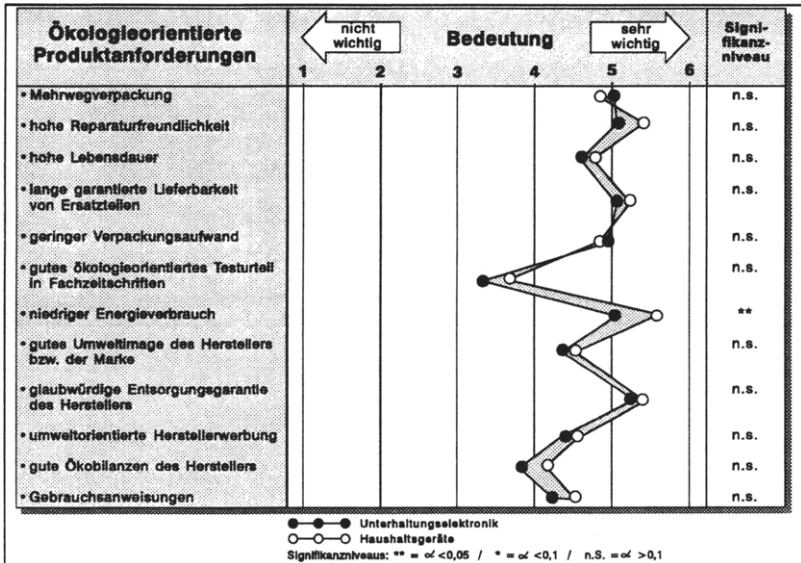 Ökologieorientierte
Produktanforderungen
nicht
wichtig
Bedeutung
sehr
wichtig
Signi-
fikanz-
niveau
1 2 3 4 5 6
• Mehrwegverpackung n.s.
• hohe Reparaturfreundlichkeit n.s.
• hohe Lebensdauer n.s.
• lange garantierte Lieferbarkeit n.s.
von Ersatzteilen
• geringer Verpackungsaufwand n.s.
• gutes ökologieorientiertes Testurteil n.s.
in Fachzeitschriften
• niedriger Energieverbrauch **
• gutes Umweltimage des Herstellers n.s.
bzw. der Marke
• glaubwürdige Entsorgungsgarantie n.s.
des Herstellers
• umweltorientierte Herstellerwerbung n.s.
• gute Ökobilanzen des Herstellers n.s.
• Gebrauchsanweisungen n.s.
Unterhaltungselektronik
Haushaltsgeräte
Signifikanzniveaus: ** = α <0,05 / * = α <0,1 / n.S. = α >0,1